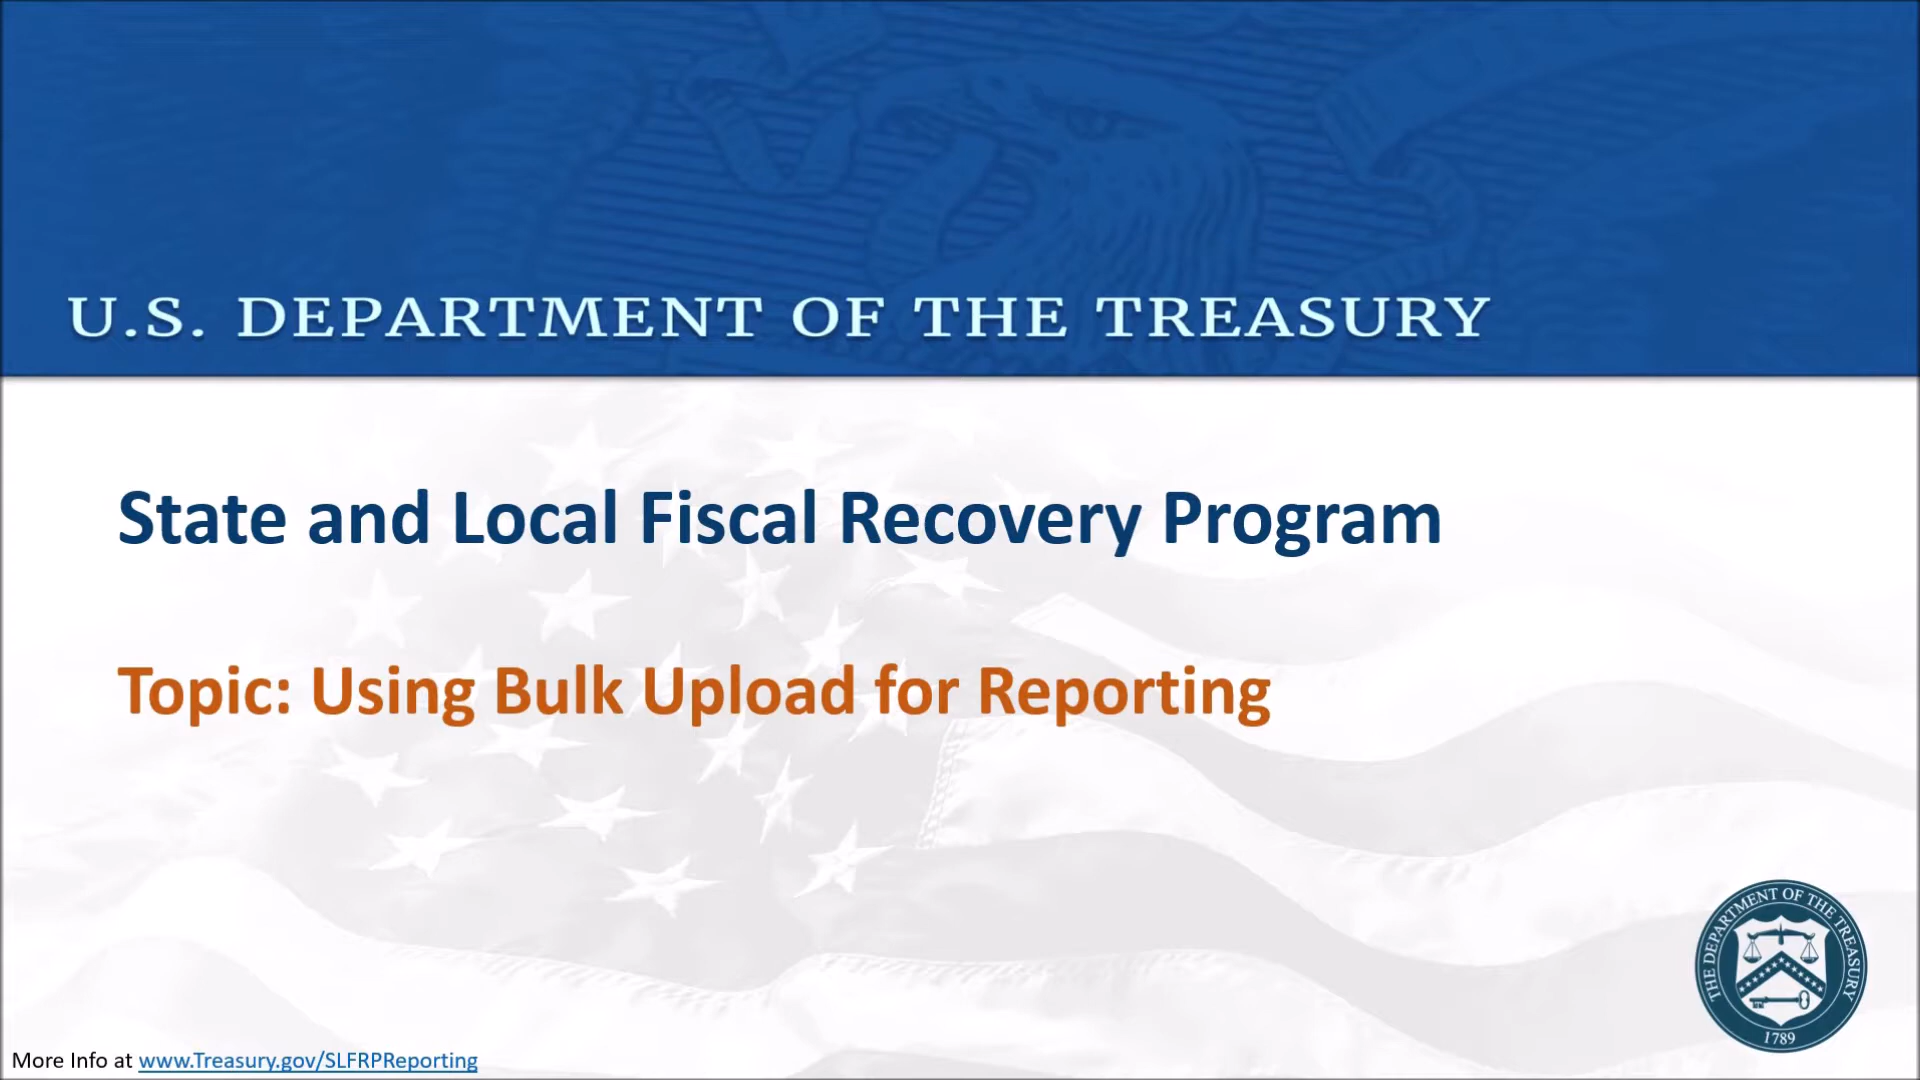 U.S. DEPARTMENT OF THE TREASURY
State and Local Fiscal Recovery Program
Topic: Using Bulk Upload for Reporting
THE DEPARTMENT OF THE TREASURY
1789
More Info at www.Treasury.gov/SLFRPReporting